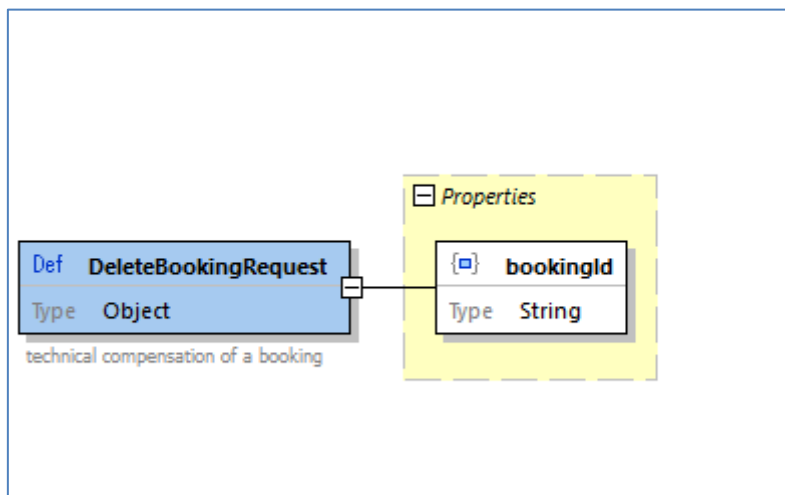 Properties
Def DeleteBookingRequest
Type Object
technical compensation of a booking
bookingId
Type String